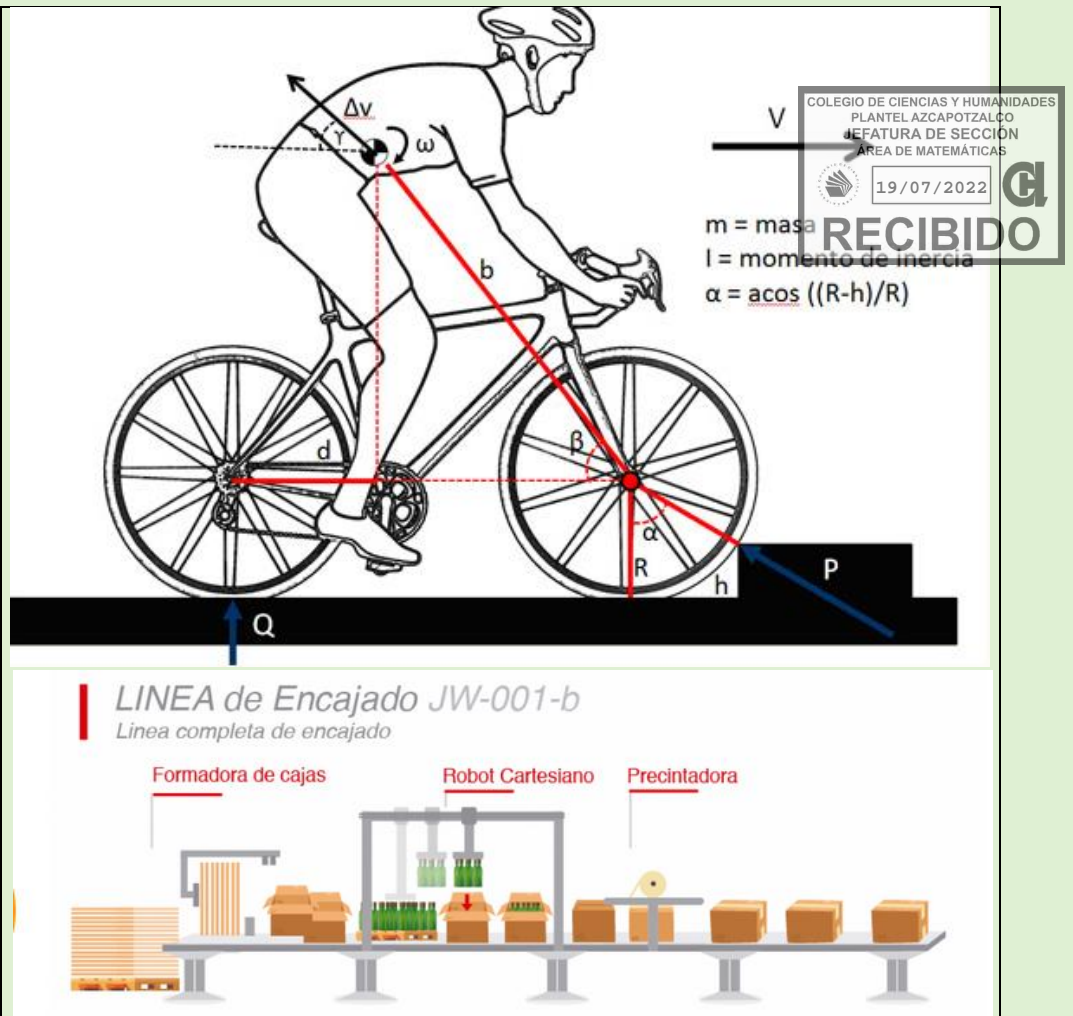 Δv
γ
ω
V
COLEGIO DE CIENCIAS Y HUMANIDADES
PLANTEL AZCAPOTZALCO
JEFATURA DE SECCIÓN
ÁREA DE MATEMÁTICAS
19/07/2022
RECIBIDO
m = masa
I = momento de inercia
α = acos ((R-h)/R)
b
β
d
α
R
h
P
Q
LINEA de Encajado JW-001-b
Linea completa de encajado
Formadora de cajas
Robot Cartesiano
Precintadora